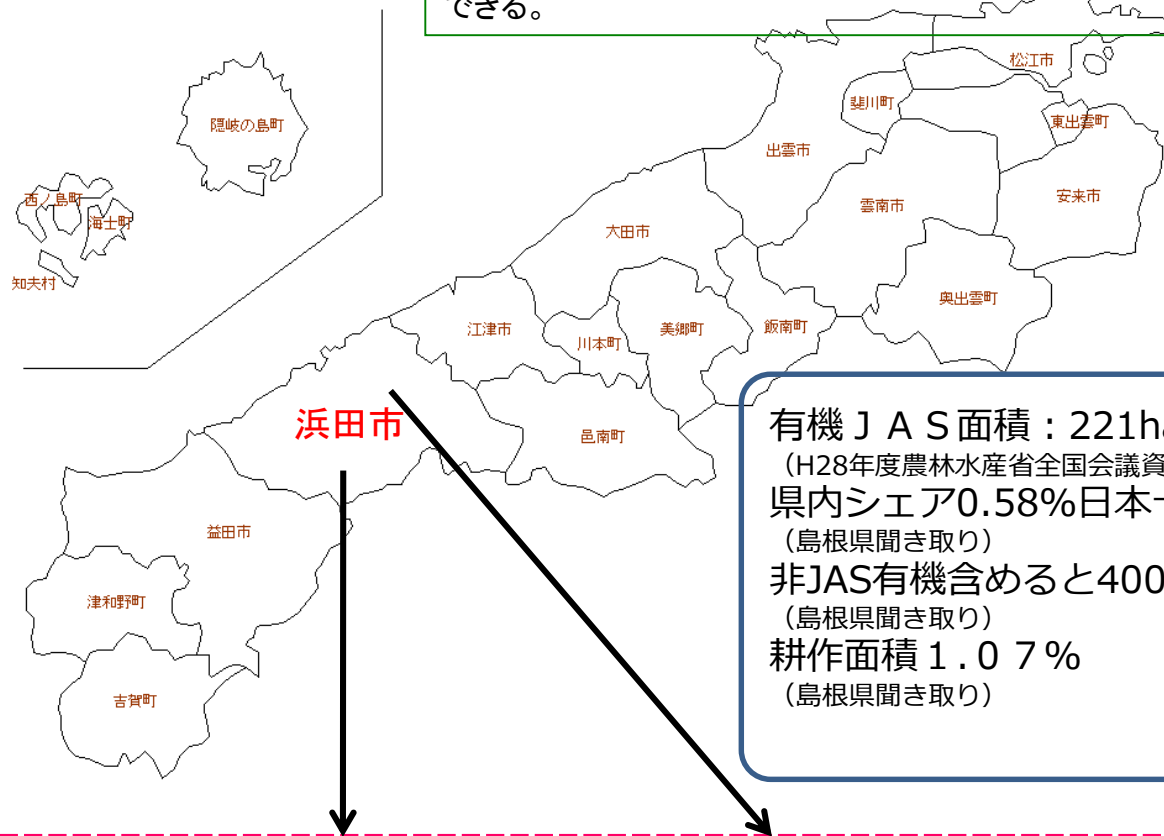 できる。
松江市
隠岐の島町
斐川町
東出雲町
出雲市
西ノ島町
海士町
雲南市
安来市
大田市
知夫村
奥出雲町
江津市
川本町
美郷町
飯南町
浜田市
邑南町
益田市
津和野町
吉賀町
有機ＪＡＳ面積：221ha
（H28年度農林水産省全国会議資
県内シェア0.58%日本
（島根県聞き取り）
非JAS有機含めると400
（島根県聞き取り）
耕作面積１.０７%
（島根県聞き取り）